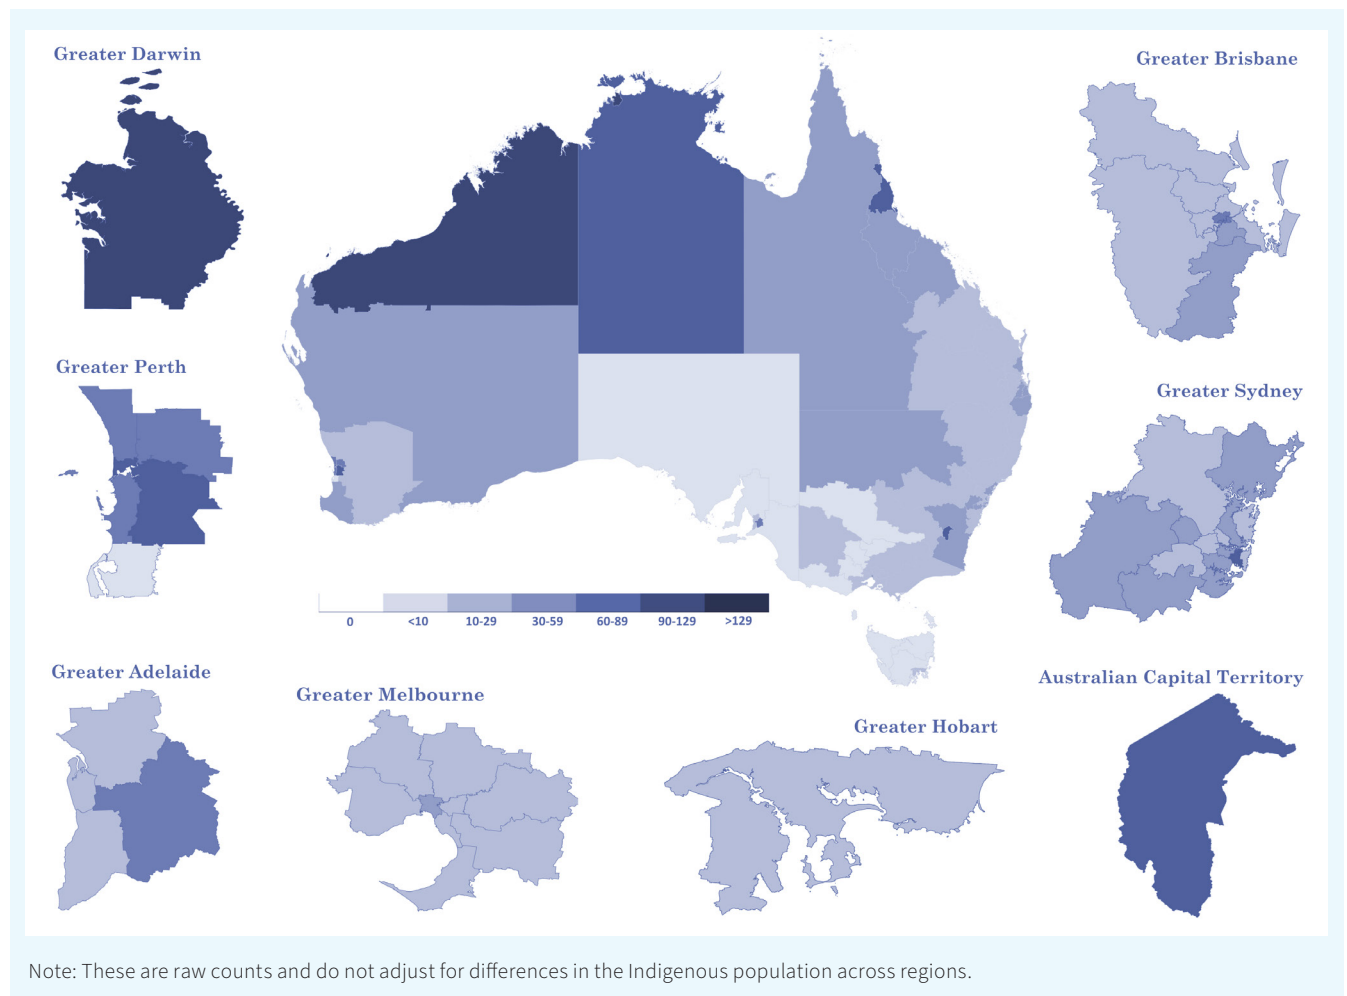 Greater Darwin
Greater Brisbane
Greater Perth
Greater Sydney
0 <10 10-29 30-59 60-89 90-129 >129
Greater Adelaide
Greater Melbourne
Greater Hobart
Australian Capital Territory
Note: These are raw counts and do not adjust for differences in the Indigenous population across regions.